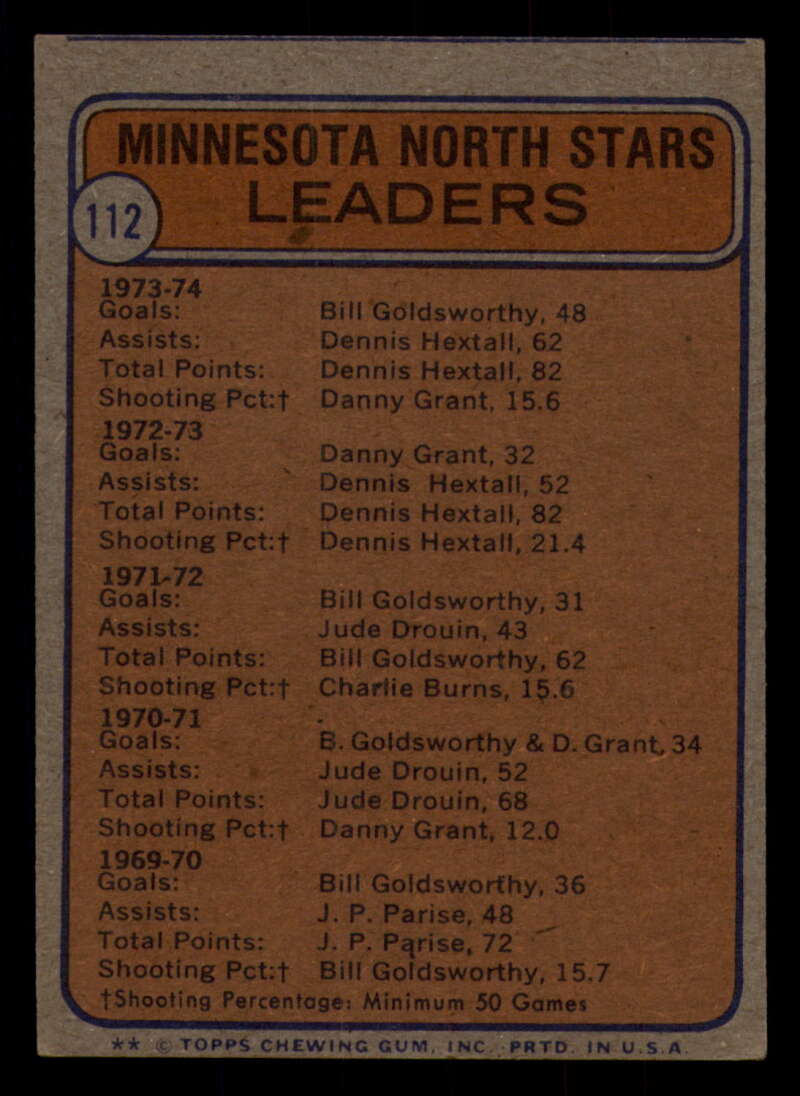 MINNESOTA NORTH STARS
LEADERS
112
1973-74
Goals: Bill Goldsworthy, 48
Assists: Dennis Hextall, 62
Total Points: Dennis Hextall, 82
Shooting Pct:† Danny Grant, 15.6
1972-73
Goals: Danny Grant, 32
Assists: Dennis Hextall, 52
Total Points: Dennis Hextall, 82
Shooting Pct:† Dennis Hextall, 21.4
1971-72
Goals: Bill Goldsworthy, 31
Assists: Jude Drouin, 43
Total Points: Bill Goldsworthy, 62
Shooting Pct:† Charlie Burns, 15.6
1970-71
Goals: B. Goldsworthy & D. Grant, 34
Assists: Jude Drouin, 52
Total Points: Jude Drouin, 68
Shooting Pct:† Danny Grant, 12.0
1969-70
Goals: Bill Goldsworthy, 36
Assists: J. P. Parise, 48
Total Points: J. P. Parise, 72
Shooting Pct:† Bill Goldsworthy, 15.7
†Shooting Percentage: Minimum 50 Games
** © TOPPS CHEWING GUM, INC. PRTD. IN U.S.A.